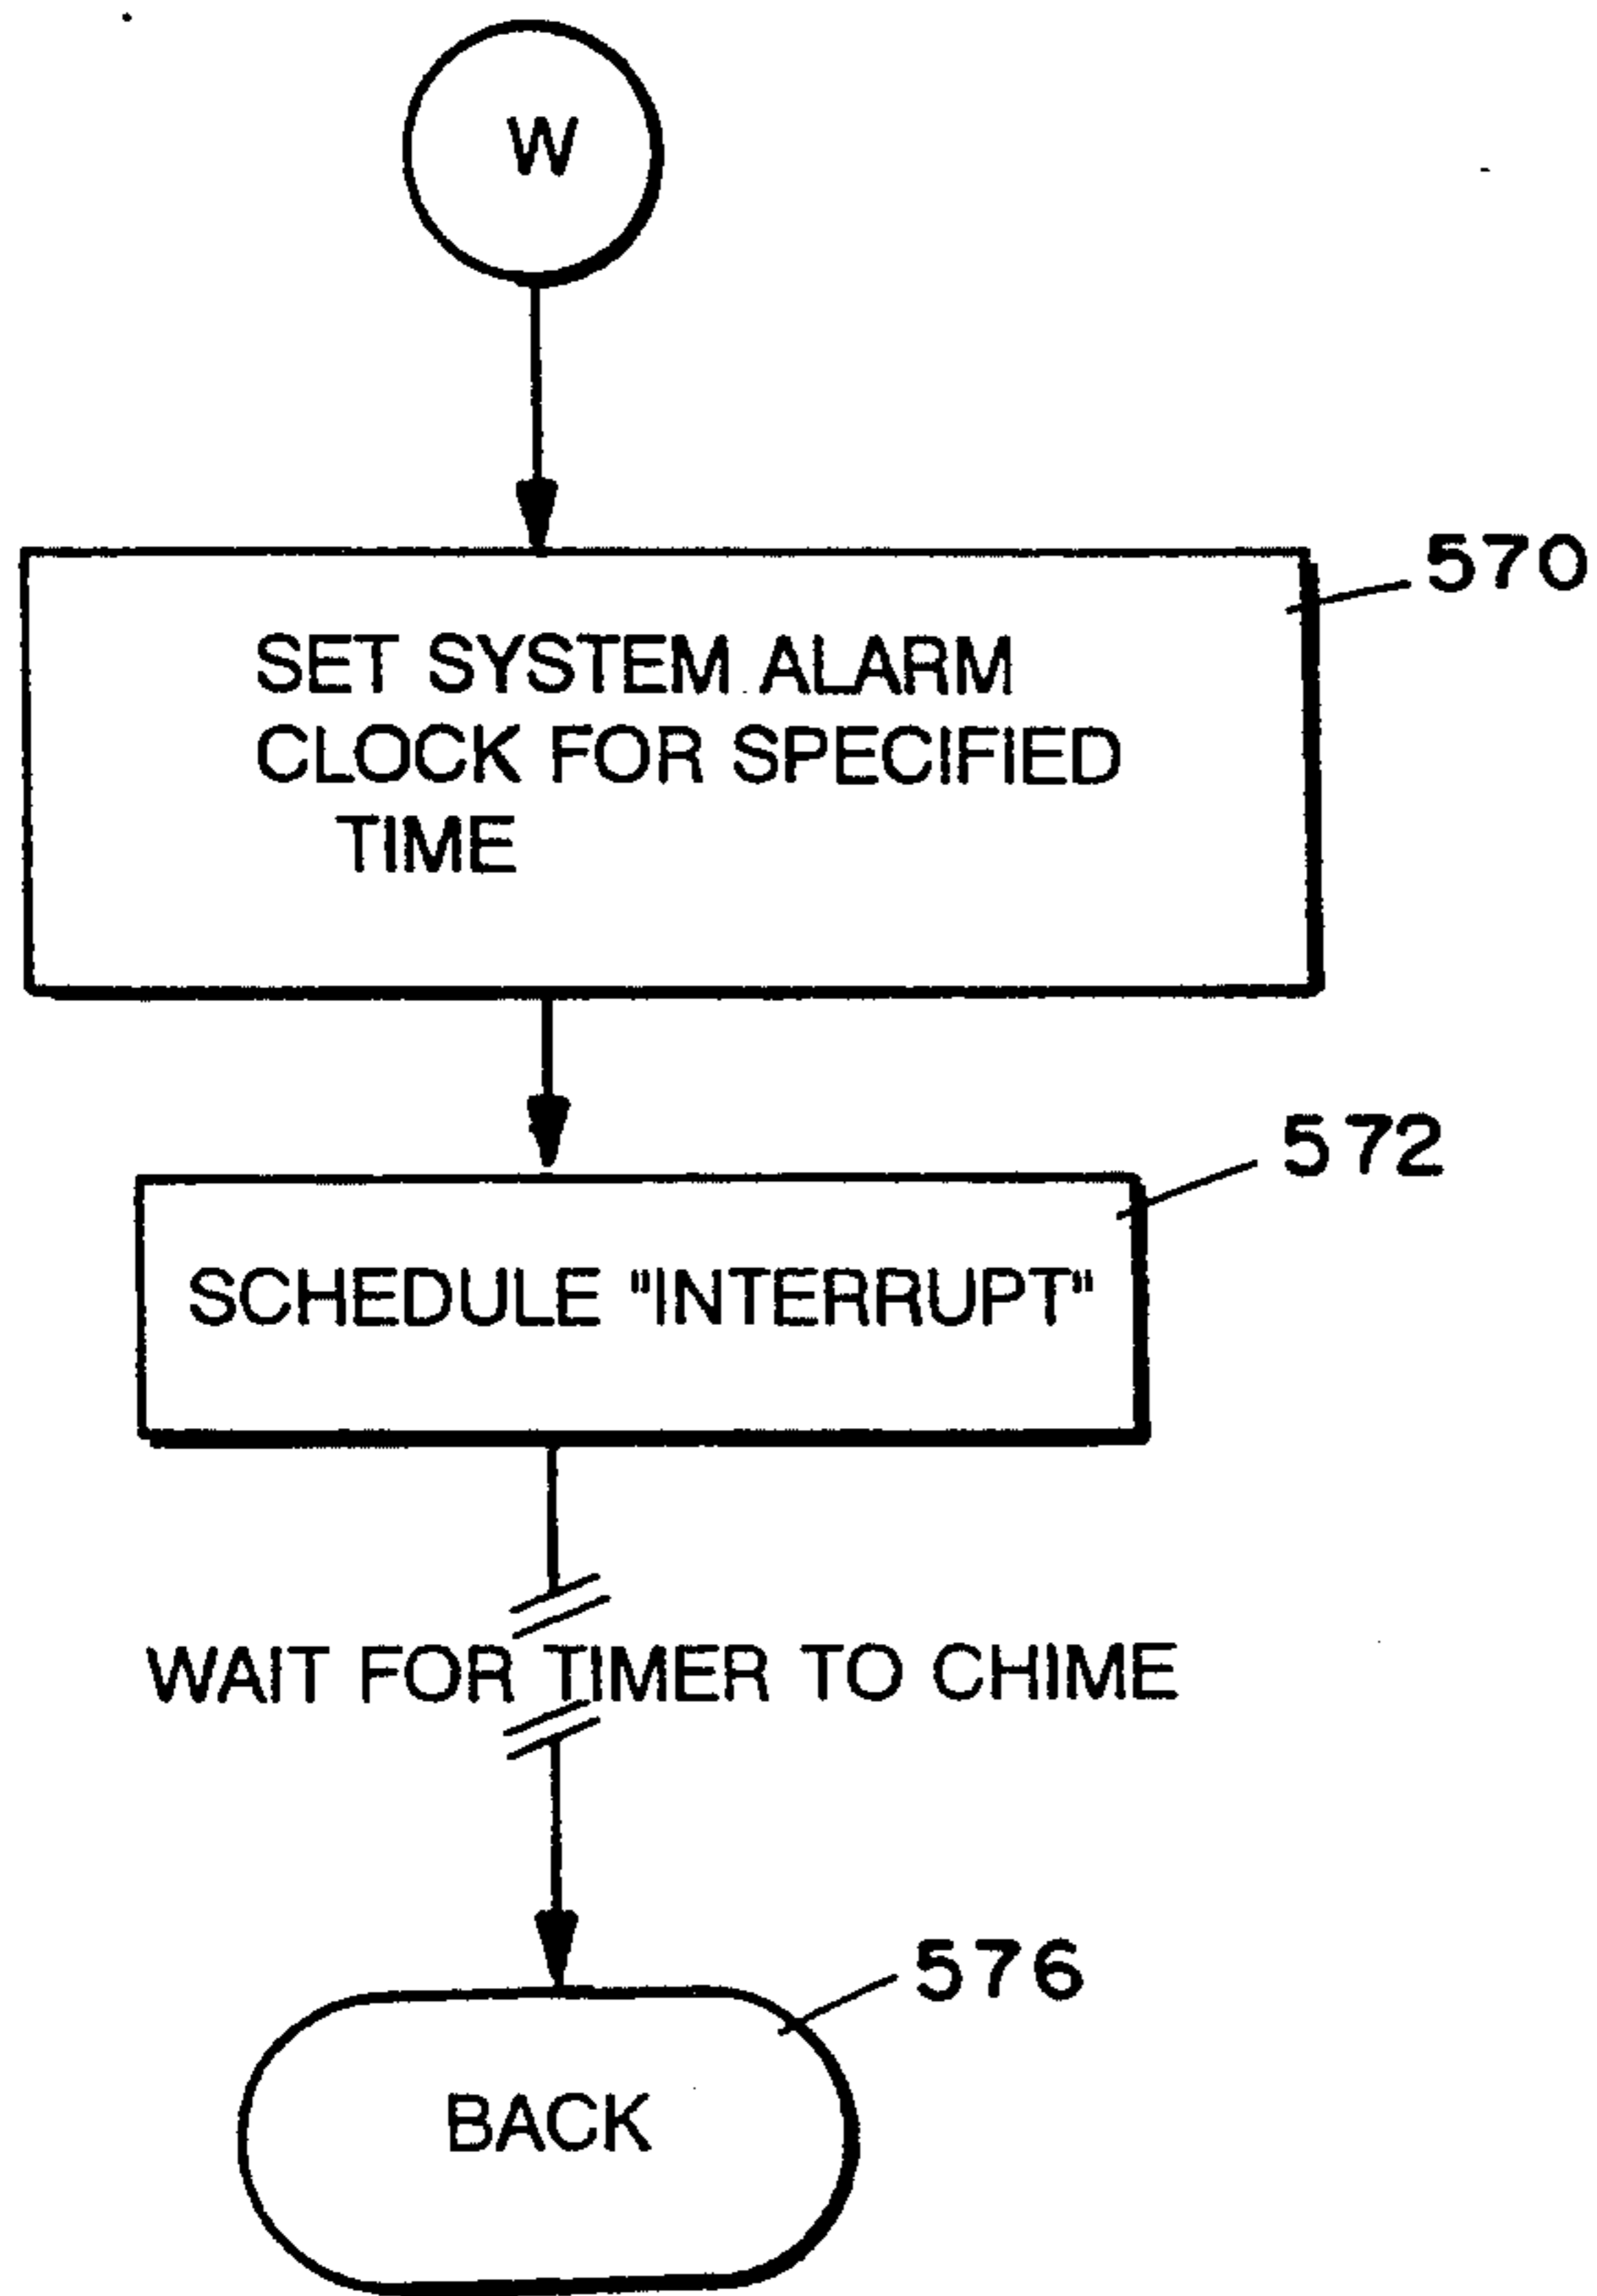 W
570
SET SYSTEM ALARM
CLOCK FOR SPECIFIED
TIME
572
SCHEDULE "INTERRUPT"
WAIT FOR TIMER TO CHIME
576
BACK